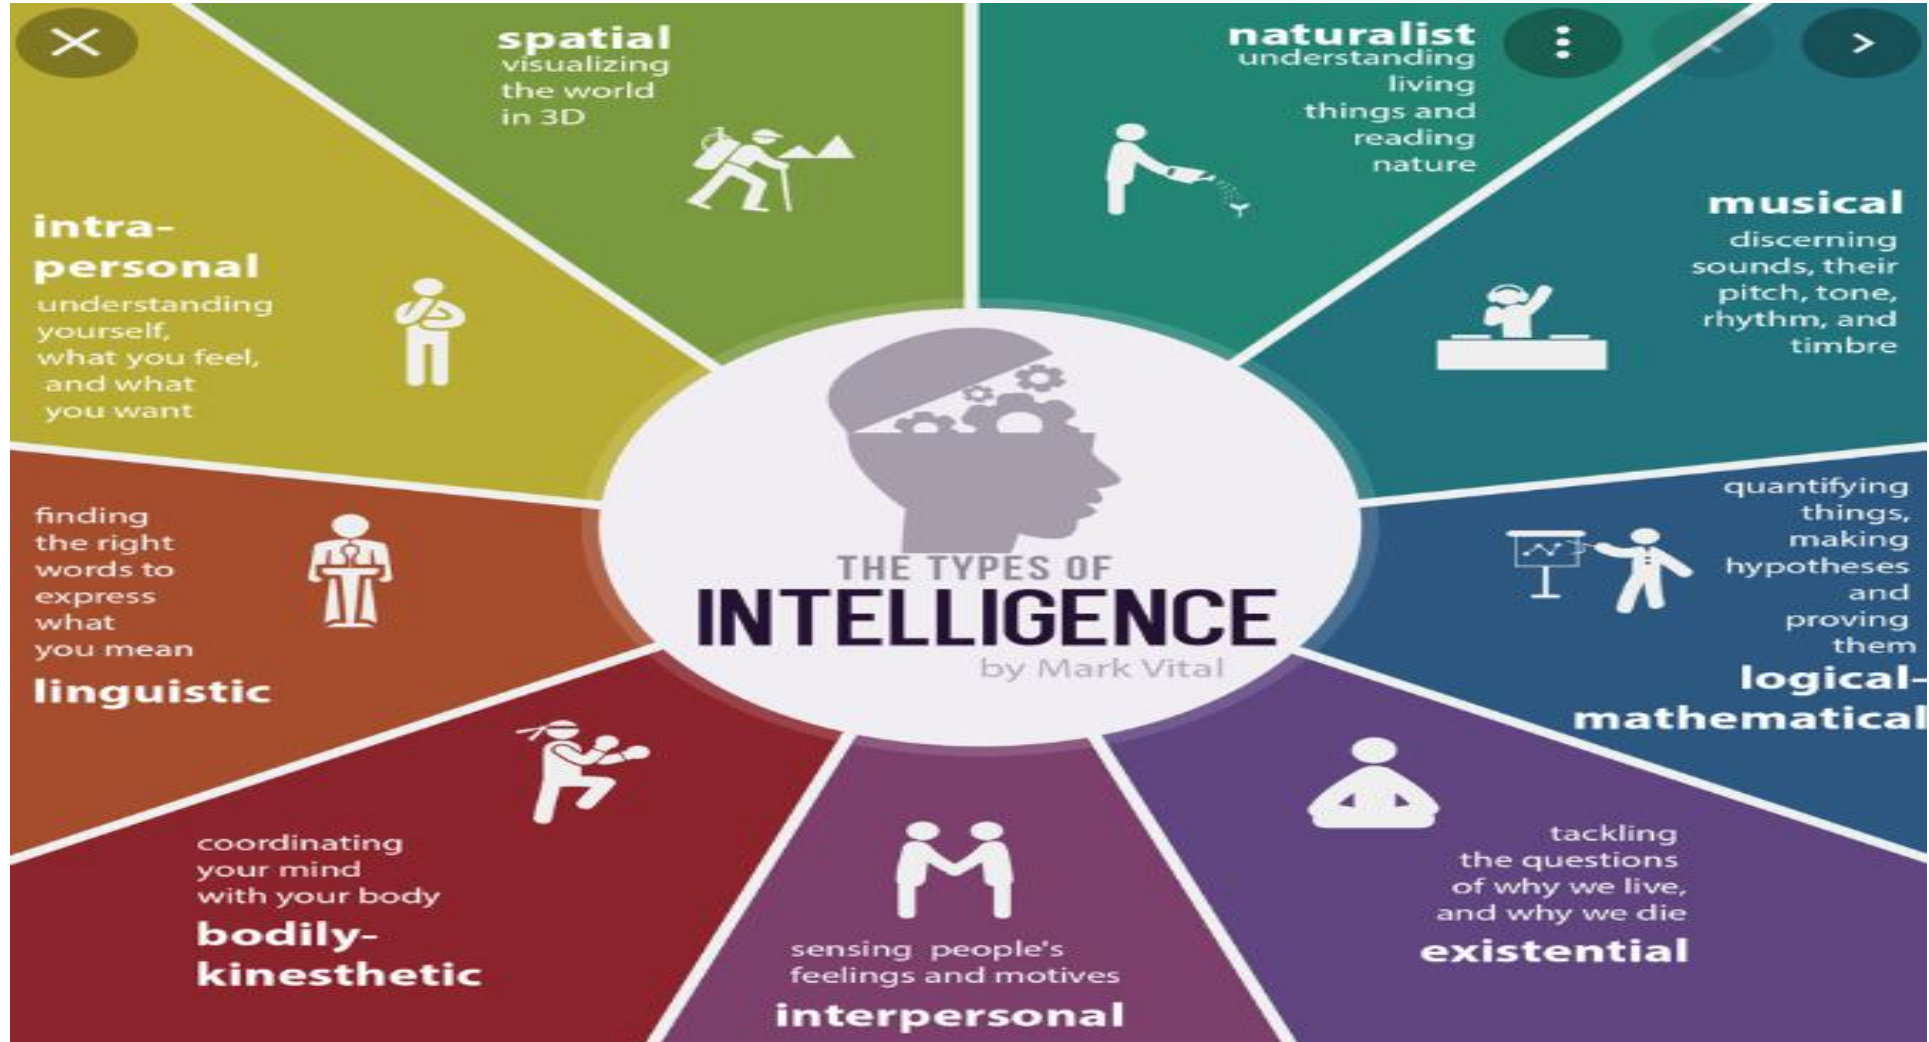 spatial
visualizing
the world
in 3D
naturalist
understanding
living
things and
reading
nature
musical
discerning
sounds, their
pitch, tone,
rhythm, and
timbre
intra-
personal
understanding
yourself,
what you feel,
and what
you want
quantifying
things,
making
hypotheses
and
proving
them
logical-
mathematical
finding
the right
words to
express
what
you mean
linguistic
THE TYPES OF
INTELLIGENCE
by Mark Vital
coordinating
your mind
with your body
bodily-
kinesthetic
sensing people's
feelings and motives
interpersonal
tackling
the questions
of why we live,
and why we die
existential